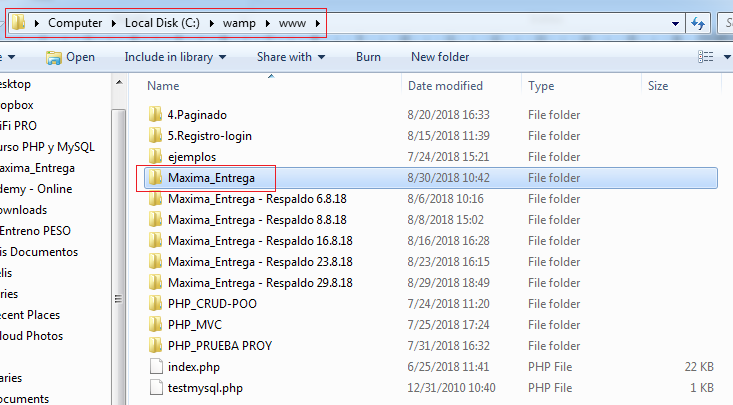 Computer Local Disk (C:) wamp www
Open Include in library Share with Burn New folder
Name Date modified Type Size
4.Paginado 8/20/2018 16:33 File folder
5.Registro-login 8/15/2018 11:39 File folder
ejemplos 7/24/2018 15:21 File folder
Maxima_Entrega 8/30/2018 10:42 File folder
Maxima_Entrega - Respaldo 6.8.18 8/6/2018 10:16 File folder
Maxima_Entrega - Respaldo 8.8.18 8/8/2018 15:02 File folder
Maxima_Entrega - Respaldo 16.8.18 8/16/2018 16:28 File folder
Maxima_Entrega - Respaldo 23.8.18 8/23/2018 16:15 File folder
Maxima_Entrega - Respaldo 29.8.18 8/29/2018 18:49 File folder
PHP_CRUD-POO 7/24/2018 11:20 File folder
PHP_MVC 7/25/2018 17:24 File folder
PHP_PRUEBA PROY 7/31/2018 16:32 File folder
index.php 6/25/2018 11:41 PHP File 22 KB
testmysql.php 12/31/2010 10:40 PHP File 1 KB
esktop
opbox
iFi PRO
urso PHP y MySQL
axima_Entrega
demy - Online
ownloads
Entreno PESO
is Documentos
elis
ries
ecent Places
loud Photos
aries
ocuments